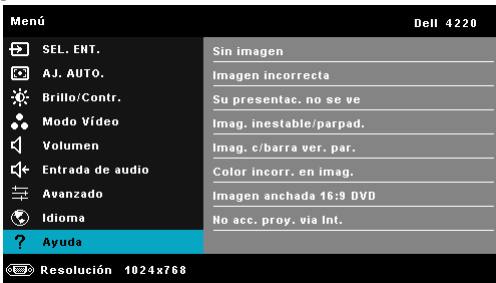 Menú
Dell 4220
SEL. ENT.
AJ. AUTO.
Brillo/Contr.
Modo Vídeo
Volumen
Entrada de audio
Avanzado
Idioma
? Ayuda
Sin imagen
Imagen incorrecta
Su presentac. no se ve
Imag. inestable/parpad.
Imag. c/barra ver. par.
Color incorr. en imag.
Imagen anchada 16:9 DVD
No acc. proy. via Int.
Resolución 1024x768